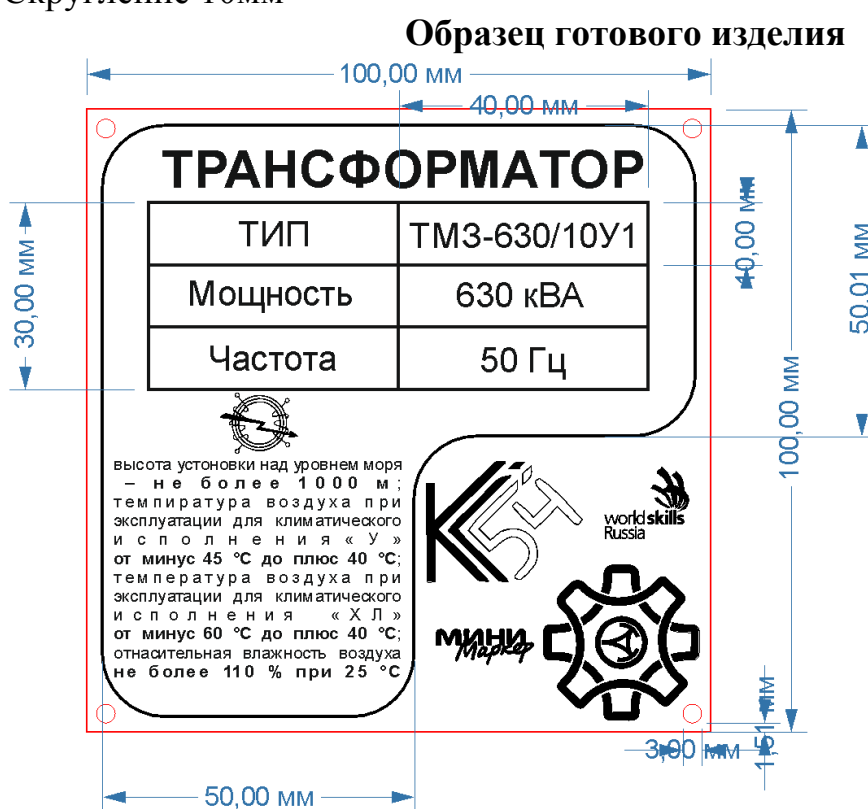 Скругление 10мм
Образец готового изделия
100,00 мм
40,00 мм
ТРАНСФОРМАТОР
ТИП
ТМЗ-630/10У1
Мощность
630 кВА
Частота
50 Гц
30,00 мм
10,00 мм
50,01 мм
100,00 мм
высота устоновки над уровнем моря
– не более 1000 м;
темпиратура воздуха при
эксплуатации для климатического
исполнения «У»
от минус 45 °С до плюс 40 °С;
температура воздуха при
эксплуатации для климатического
исполнения «ХЛ»
от минус 60 °С до плюс 40 °С;
отнасительная влажность воздуха
не более 110 % при 25 °С
К 54
world skills
Russia
МИНИ
Маркер
3,00 мм
1,51 мм
50,00 мм